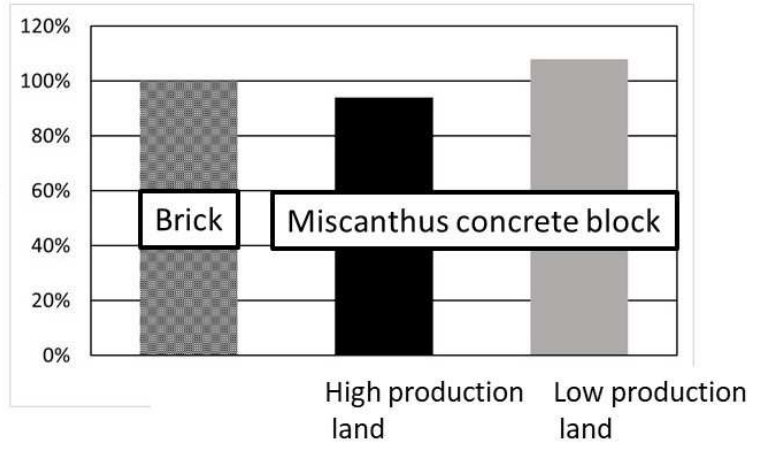 120%
100%
80%
60%
40%
20%
0%
Brick
Miscanthus concrete block
High production
land
Low production
land